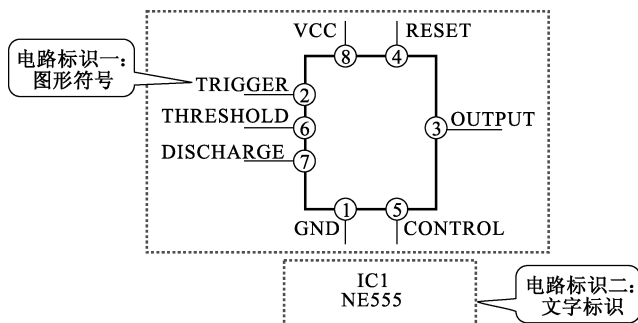 VCC
RESET
8
4
电路标识一：
图形符号
TRIGGER
2
THRESHOLD
6
3
OUTPUT
DISCHARGE
7
1
5
GND
CONTROL
IC1
NE555
电路标识二：
文字标识